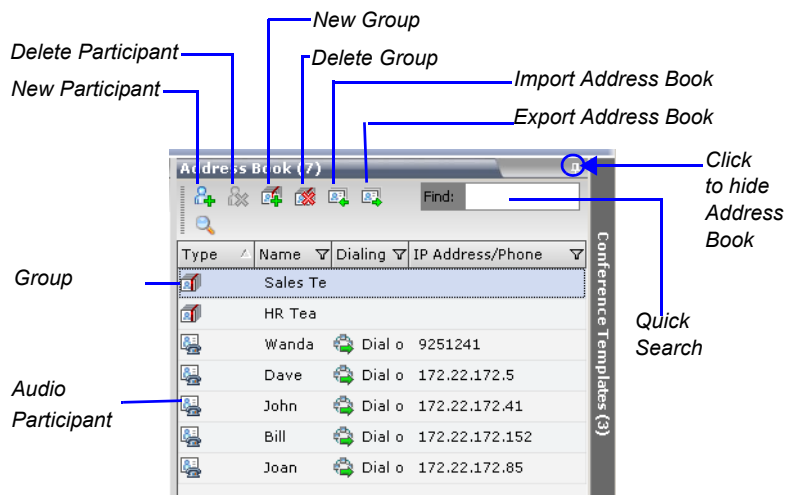 New Group
Delete Participant
Delete Group
New Participant
Import Address Book
Export Address Book
Address Book (7)
Click
to hide
Address
Book
Find:
Type Name Dialing IP Address/Phone
Group
Sales Te
HR Tea
Quick
Search
Wanda Dial o 9251241
Dave Dial o 172.22.172.5
Audio
Participant
John Dial o 172.22.172.41
Bill Dial o 172.22.172.152
Joan Dial o 172.22.172.85
Conference Templates (3)